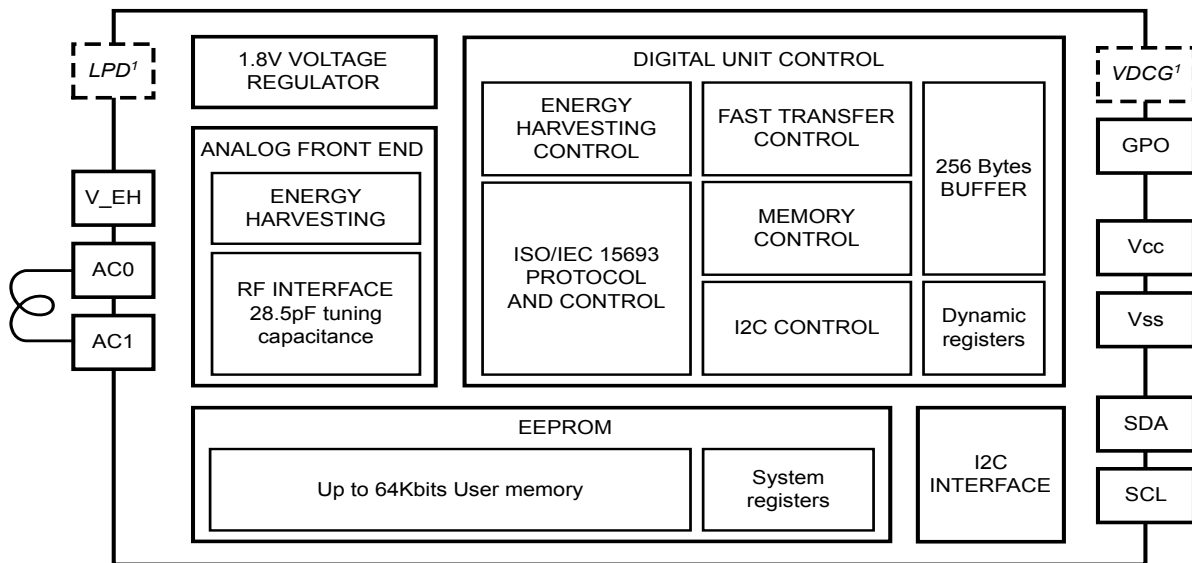 LPD¹
V_EH
AC0
AC1
1.8V VOLTAGE
REGULATOR
ANALOG FRONT END
ENERGY
HARVESTING
RF INTERFACE
28.5pF tuning
capacitance
DIGITAL UNIT CONTROL
ENERGY
HARVESTING
CONTROL
FAST TRANSFER
CONTROL
256 Bytes
BUFFER
ISO/IEC 15693
PROTOCOL
AND CONTROL
MEMORY
CONTROL
I2C CONTROL
Dynamic
registers
EEPROM
Up to 64Kbits User memory
System
registers
I2C
INTERFACE
VDCG¹
GPO
Vcc
Vss
SDA
SCL